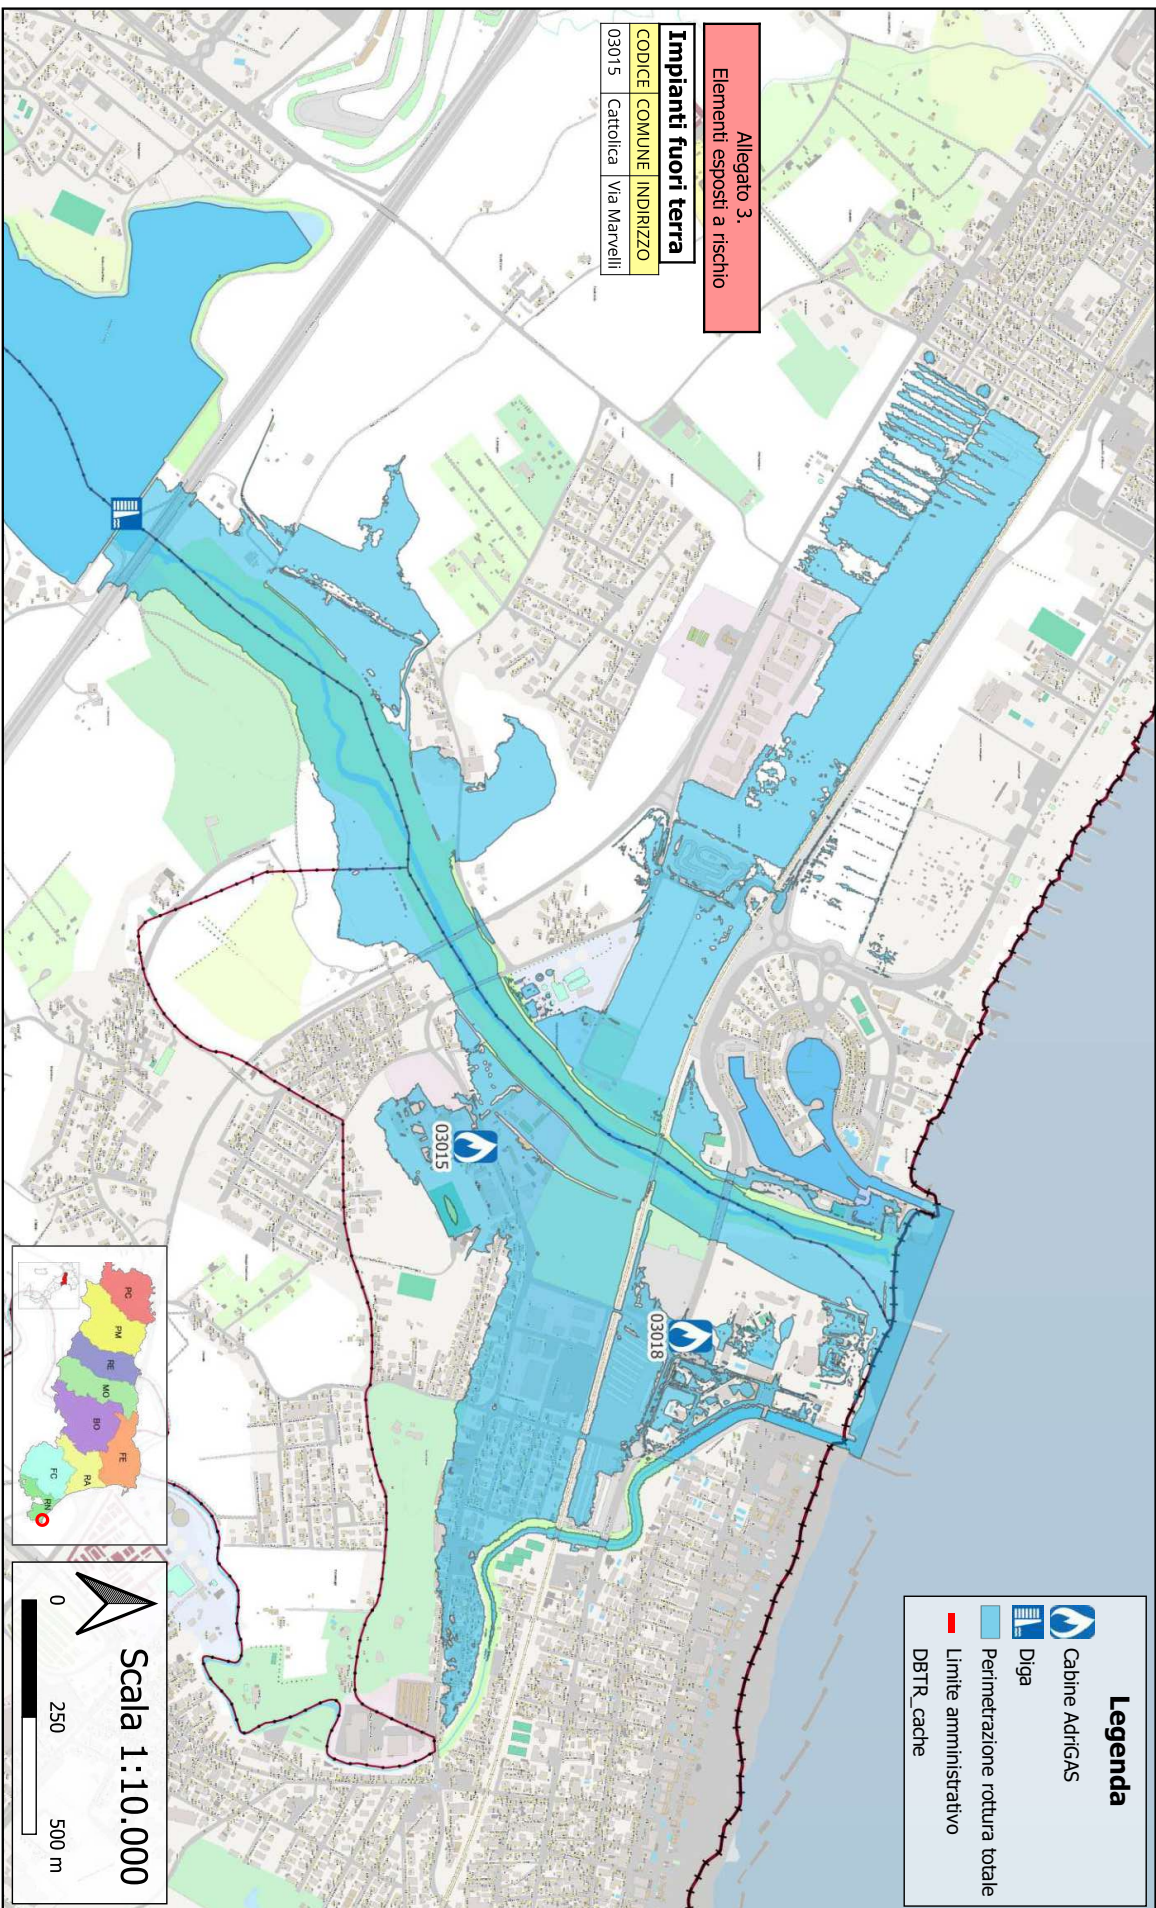 Allegato 3.
Elementi esposti a rischio
Impianti fuori terra
CODICE COMUNE INDIRIZZO
03015 Cattolica Via Marvelli
03015
03018
Legenda
Cabine AdriGAS
Diga
Perimetrazione rottura totale
Limite amministrativo
DBTR_cache
PC
PM
RE
MO
BO
FE
RA
FC
RN
Scala 1:10.000
0 250 500 m